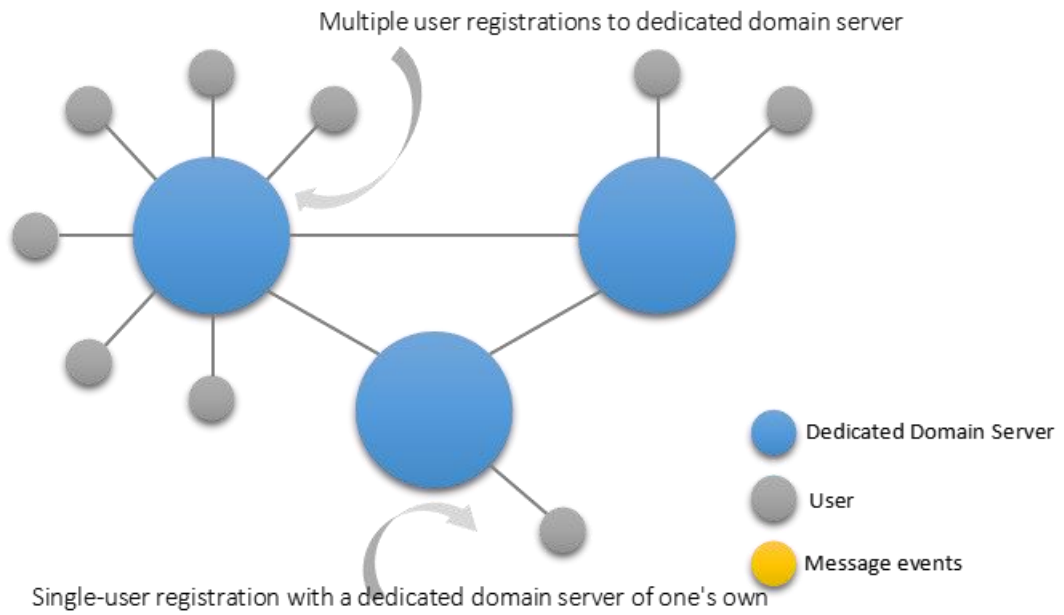 Multiple user registrations to dedicated domain server
Dedicated Domain Server
User
Message events
Single-user registration with a dedicated domain server of one's own